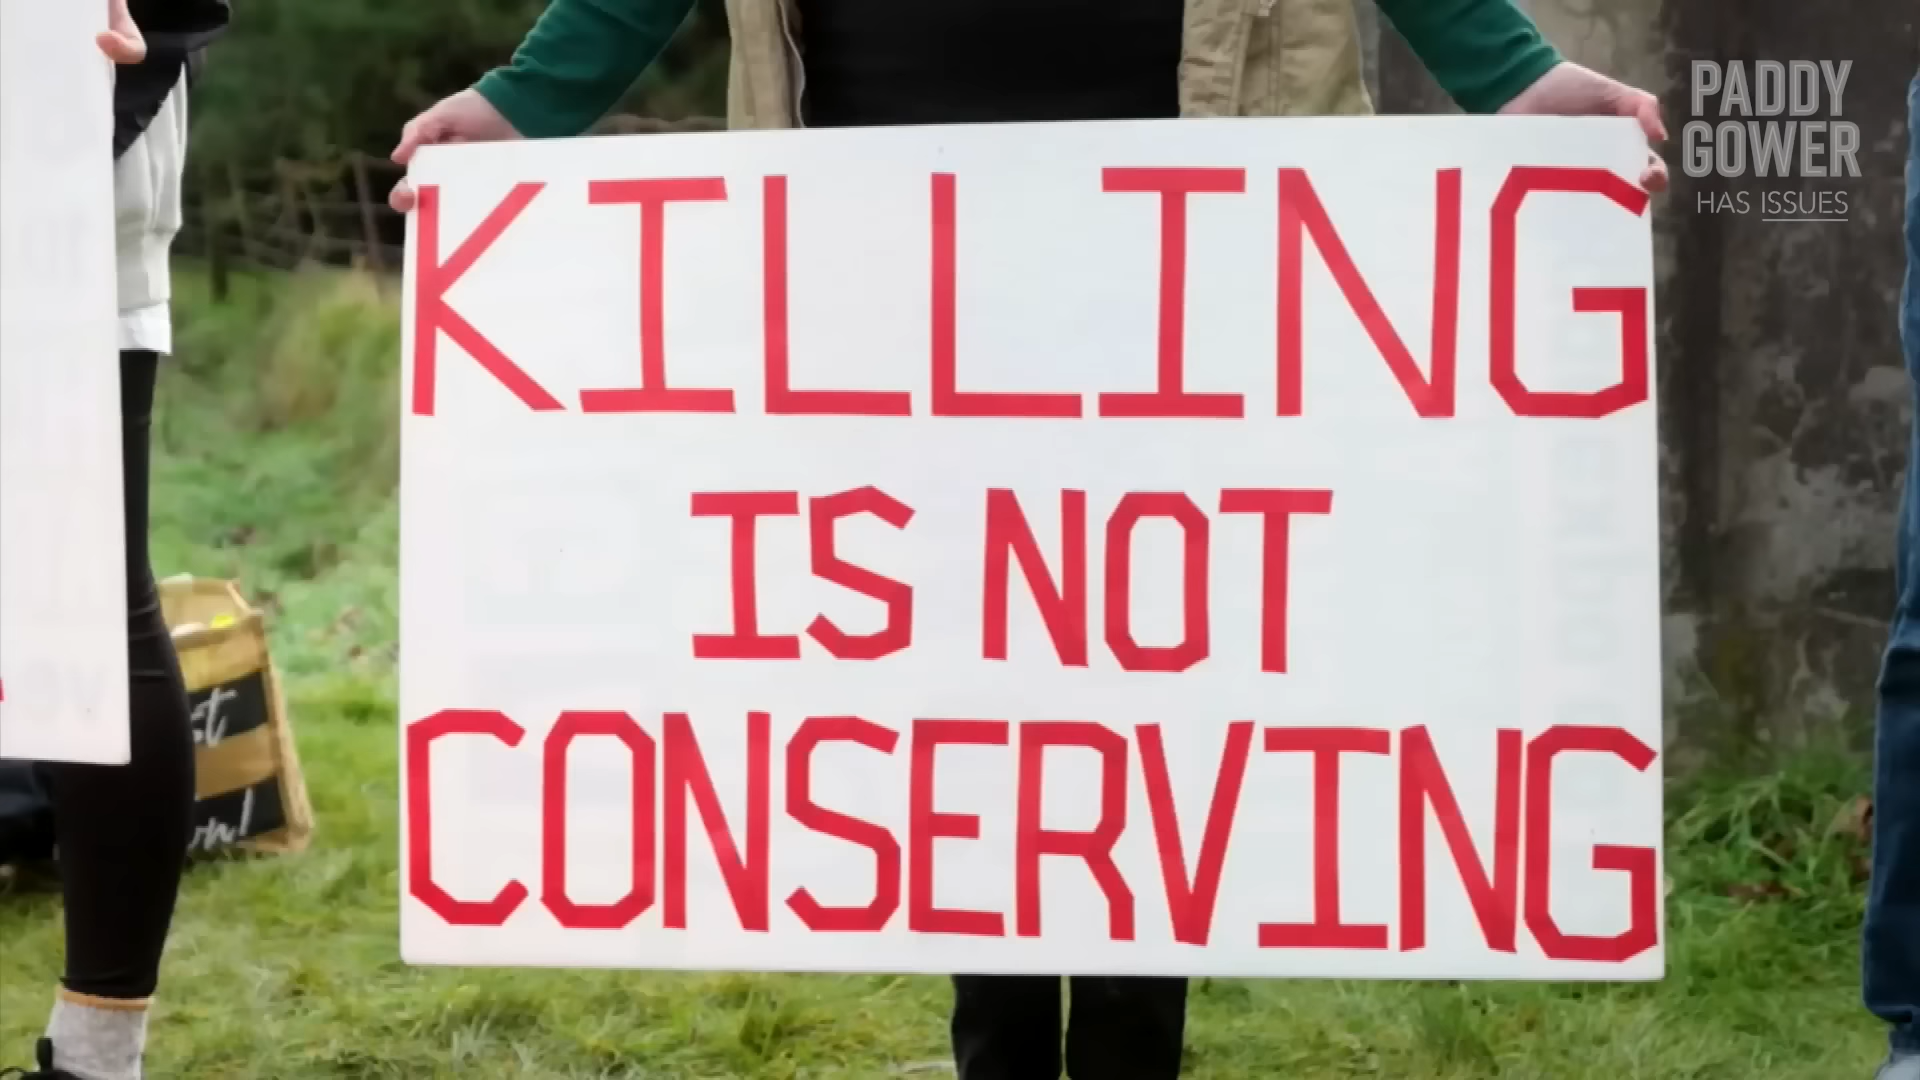 PADDY
GOWER
HAS ISSUES
KILLING
IS NOT
CONSERVING